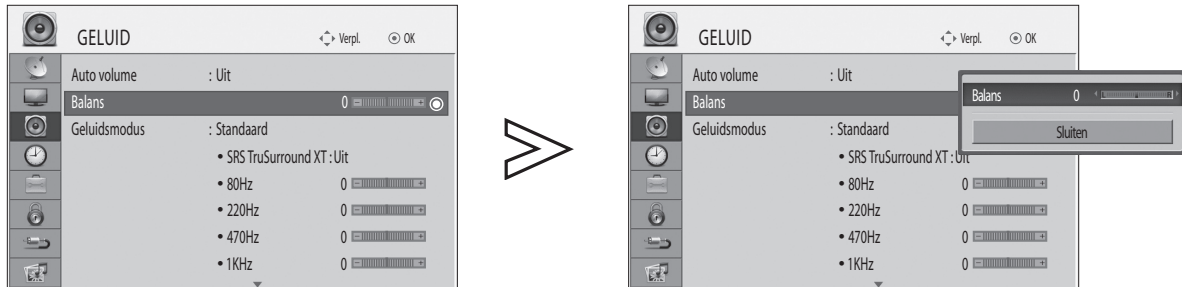 GELUID Verpl. OK
Auto volume : Uit
Balans 0
Geluidsmodus : Standaard
• SRS TruSurround XT : Uit
• 80Hz 0
• 220Hz 0
• 470Hz 0
• 1KHz 0
GELUID Verpl. OK
Auto volume : Uit
Balans
Balans 0 L R
Sluiten
Geluidsmodus : Standaard
• SRS TruSurround XT : Uit
• 80Hz 0
• 220Hz 0
• 470Hz 0
• 1KHz 0